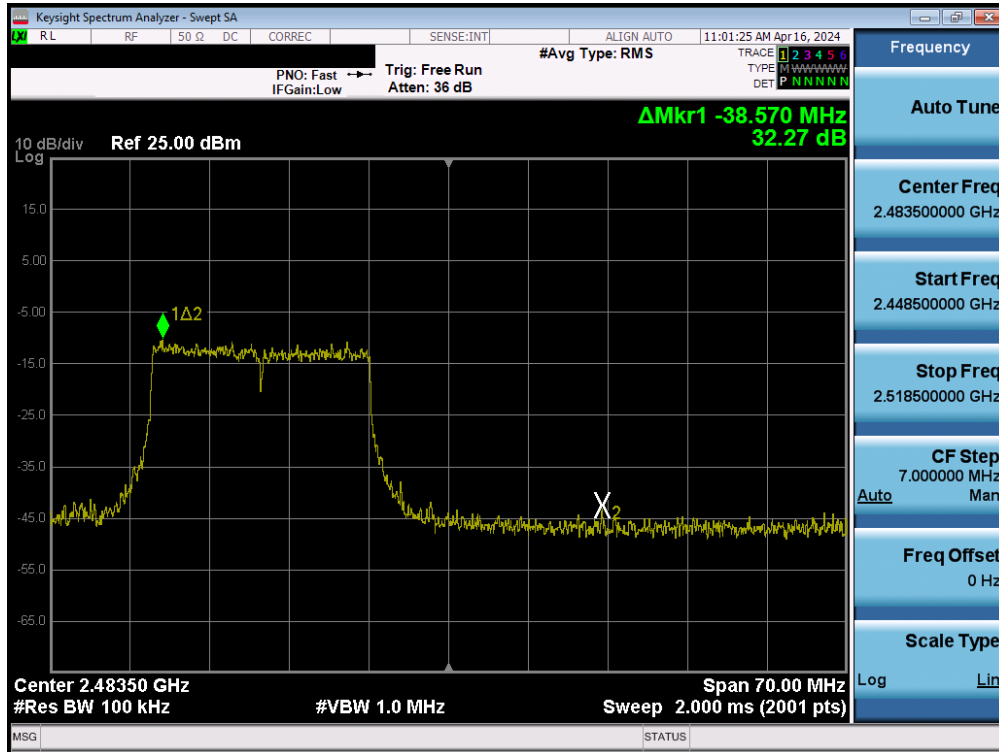 Keysight Spectrum Analyzer - Swept SA
LXI RL RF 50 Ω DC CORREC SENSE:INT ALIGN AUTO 11:01:25 AM Apr 16, 2024
PNO: Fast
IFGain:Low
Trig: Free Run
Atten: 36 dB
#Avg Type: RMS
TRACE 1 2 3 4 5 6
TYPE M W W W W W
DET P N N N N N
ΔMkr1 -38.570 MHz
32.27 dB
10 dB/div Ref 25.00 dBm
Log
15.0
5.00
-5.00
1Δ2
-15.0
-25.0
-35.0
-45.0
X2
-55.0
-65.0
Center 2.48350 GHz Span 70.00 MHz
#Res BW 100 kHz #VBW 1.0 MHz Sweep 2.000 ms (2001 pts)
MSG STATUS
Frequency
Auto Tune
Center Freq
2.483500000 GHz
Start Freq
2.448500000 GHz
Stop Freq
2.518500000 GHz
CF Step
7.000000 MHz
Auto Man
Freq Offset
0 Hz
Scale Type
Log Lin